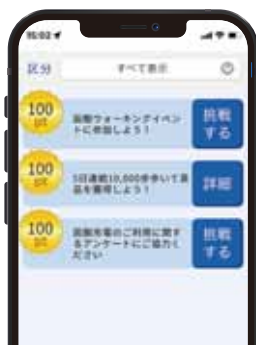 15:02
区分
すべて表示
100
pt
函館ウォーキングイベン
トに参加しよう！
挑戦
する
100
pt
5日連続10,000歩歩いて景
品を獲得しよう！
詳細
100
pt
函館市電のご利用に関す
るアンケートにご協力く
ださい
挑戦
する